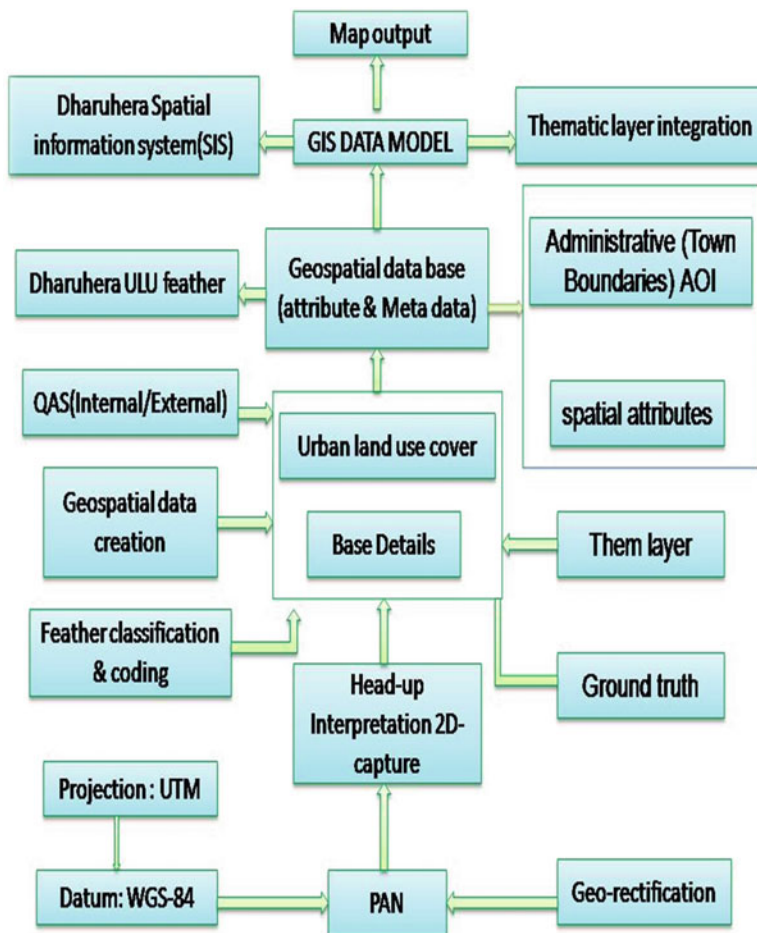 Map output
Dharuhera Spatial
information system(SIS)
GIS DATA MODEL
Thematic layer integration
Dharuhera ULU feather
Geospatial data base
(attribute & Meta data)
Administrative (Town
Boundaries) AOI
spatial attributes
QAS(Internal/External)
Urban land use cover
Geospatial data
creation
Base Details
Them layer
Feather classification
& coding
Head-up
Interpretation 2D-
capture
Ground truth
Projection : UTM
Datum: WGS-84
PAN
Geo-rectification